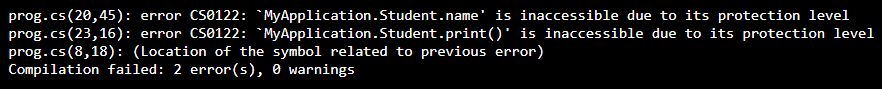 prog.cs(20,45): error CS0122: `MyApplication.Student.name' is inaccessible due to its protection level
prog.cs(23,16): error CS0122: `MyApplication.Student.print()' is inaccessible due to its protection level
prog.cs(8,18): (Location of the symbol related to previous error)
Compilation failed: 2 error(s), 0 warnings